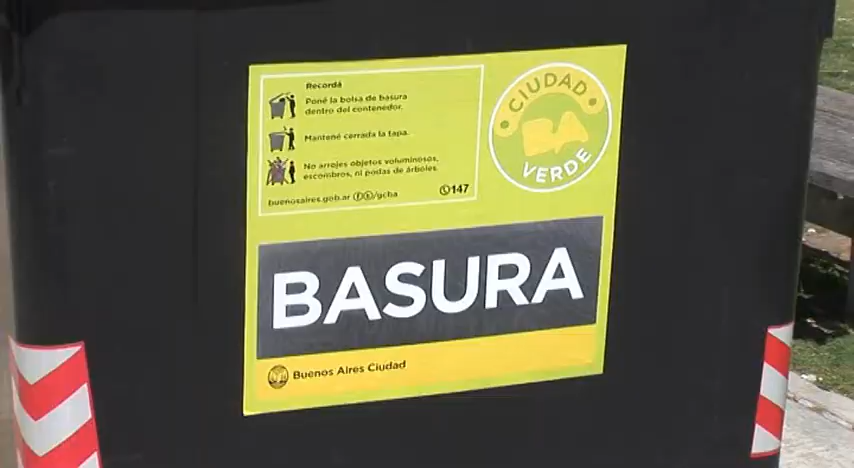 Recordá
Poné la bolsa de basura
dentro del contenedor.
Mantené cerrada la tapa.
No arrojes objetos voluminosos,
escombros, ni podas de árboles.
buenosaires.gob.ar /gcba
147
CIUDAD
BA
VERDE
BASURA
Buenos Aires Ciudad